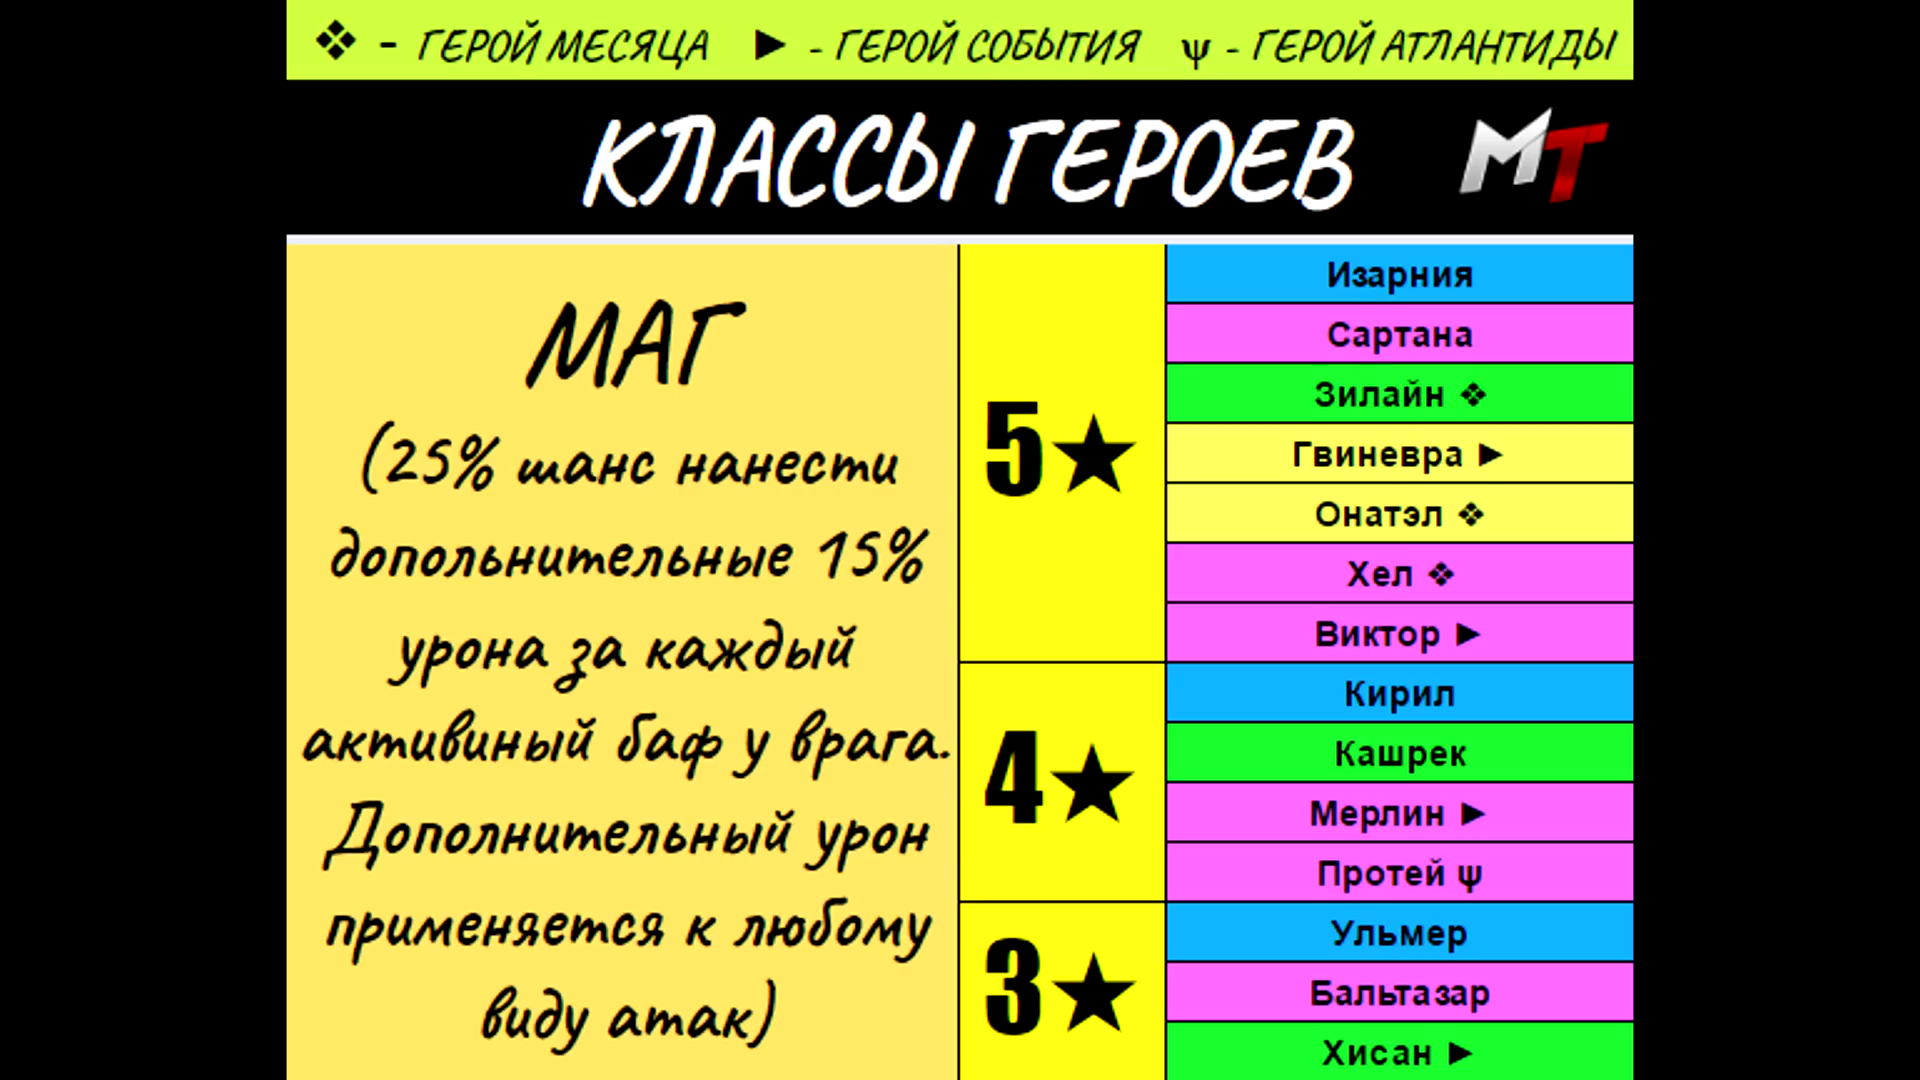 ❖ - ГЕРОЙ МЕСЯЦА ► - ГЕРОЙ СОБЫТИЯ ψ - ГЕРОЙ АТЛАНТИДЫ
КЛАССЫ ГЕРОЕВ
MT
МАГ
(25% шанс нанести
допольнительные 15%
урона за каждый
активиный баф у врага.
Дополнительный урон
применяется к любому
виду атак)
5★
Изарния
Сартана
Зилайн ❖
Гвиневра ►
Онатэл ❖
Хел ❖
Виктор ►
4★
Кирил
Кашрек
Мерлин ►
Протей ψ
3★
Ульмер
Бальтазар
Хисан ►